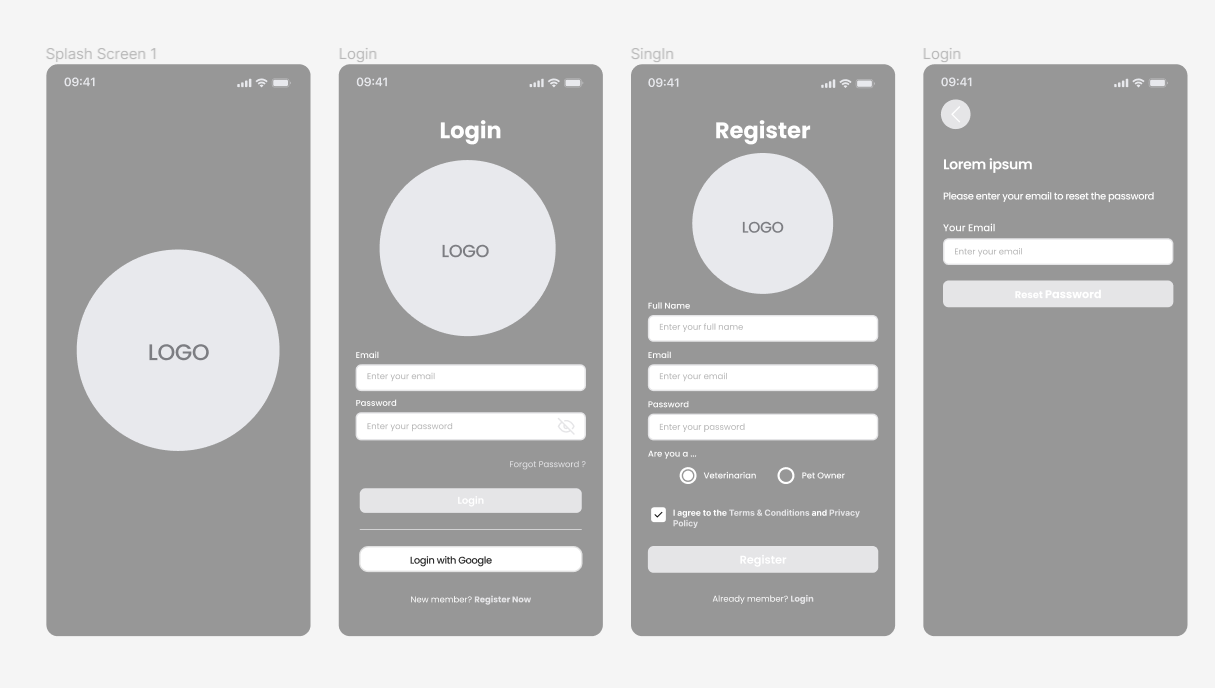 Splash Screen 1
09:41
LOGO
Login
09:41
Login
LOGO
Email
Enter your email
Password
Enter your password
Forgot Password ?
Login
Login with Google
New member? Register Now
SingIn
09:41
Register
LOGO
Full Name
Enter your full name
Email
Enter your email
Password
Enter your password
Are you a ...
Veterinarian
Pet Owner
I agree to the Terms & Conditions and Privacy
Policy
Register
Already member? Login
Login
09:41
Lorem ipsum
Please enter your email to reset the password
Your Email
Enter your email
Reset Password